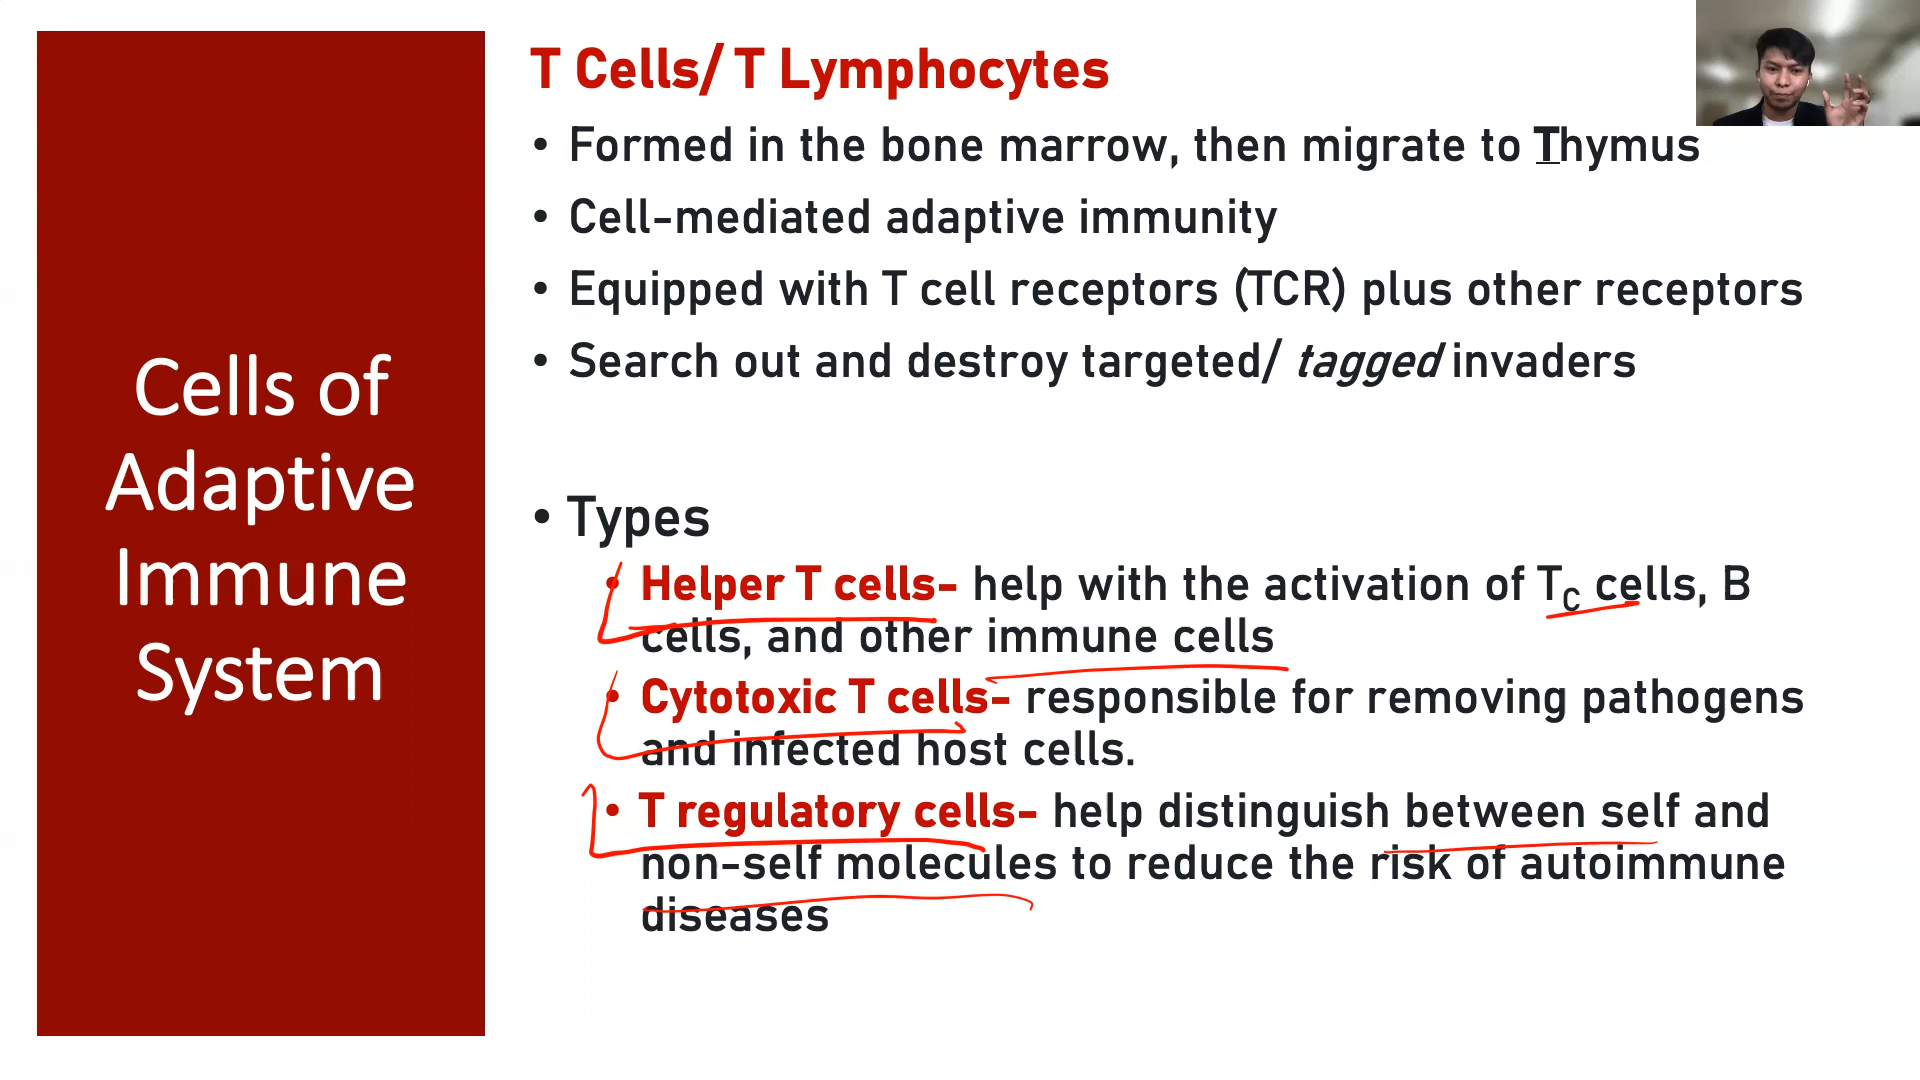 Cells of
Adaptive
Immune
System
T Cells/ T Lymphocytes
• Formed in the bone marrow, then migrate to Thymus
• Cell-mediated adaptive immunity
• Equipped with T cell receptors (TCR) plus other receptors
• Search out and destroy targeted/ tagged invaders
• Types
• Helper T cells- help with the activation of TC cells, B
cells, and other immune cells
• Cytotoxic T cells- responsible for removing pathogens
and infected host cells.
• T regulatory cells- help distinguish between self and
non-self molecules to reduce the risk of autoimmune
diseases